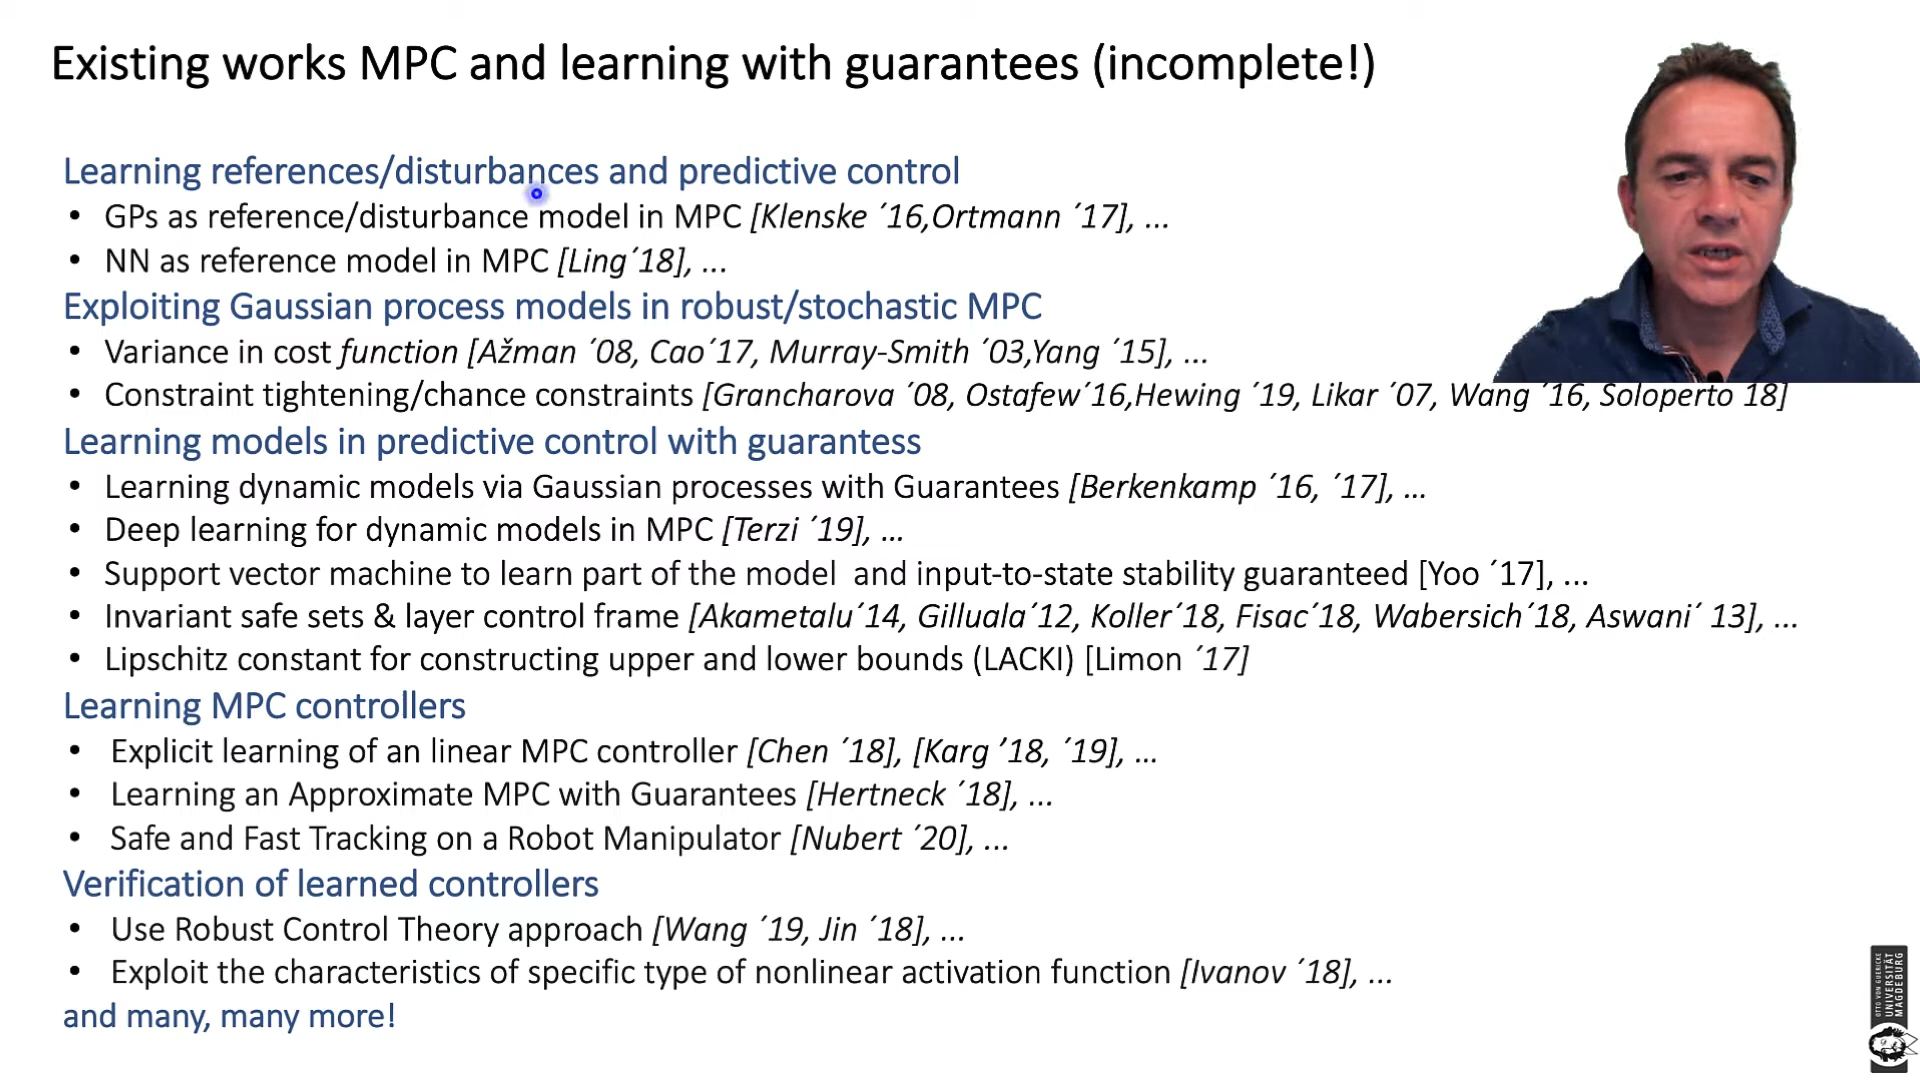 Existing works MPC and learning with guarantees (incomplete!)
Learning references/disturbances and predictive control
• GPs as reference/disturbance model in MPC [Klenske ´16,Ortmann ´17], ...
• NN as reference model in MPC [Ling´18], ...
Exploiting Gaussian process models in robust/stochastic MPC
• Variance in cost function [Ažman ´08, Cao´17, Murray-Smith ´03,Yang ´15], ...
• Constraint tightening/chance constraints [Grancharova ´08, Ostafew´16,Hewing ´19, Likar ´07, Wang ´16, Soloperto 18]
Learning models in predictive control with guarantess
• Learning dynamic models via Gaussian processes with Guarantees [Berkenkamp ´16, ´17], ...
• Deep learning for dynamic models in MPC [Terzi ´19], ...
• Support vector machine to learn part of the model  and input-to-state stability guaranteed [Yoo ´17], ...
• Invariant safe sets & layer control frame [Akametalu´14, Gilluala´12, Koller´18, Fisac´18, Wabersich´18, Aswani´ 13], ...
• Lipschitz constant for constructing upper and lower bounds (LACKI) [Limon ´17]
Learning MPC controllers
• Explicit learning of an linear MPC controller [Chen ´18], [Karg ’18, ´19], ...
• Learning an Approximate MPC with Guarantees [Hertneck ´18], ...
• Safe and Fast Tracking on a Robot Manipulator [Nubert ´20], ...
Verification of learned controllers
• Use Robust Control Theory approach [Wang ´19, Jin ´18], ...
• Exploit the characteristics of specific type of nonlinear activation function [Ivanov ´18], ...
and many, many more!
OTTO VON GUERICKE
UNIVERSITÄT
MAGDEBURG